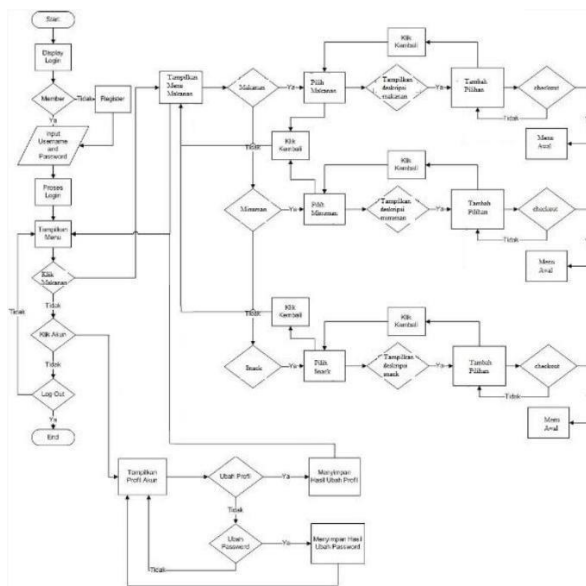 Start
Display
Login
Member
Tidak
Register
Ya
Input
Username
and
Password
Proses
Login
Tampilkan
Menu
Klik
Makanan
Tidak
Tidak
Klik Akun
Tidak
Log Out
Ya
End
Tampilkan
Menu
Makanan
Makanan
Ya
Pilih
Makanan
Tampilkan
deskripsi
makanan
Ya
Tambah
Pilihan
checkout
Klik Kembali
Tidak
Menu
Awal
Tidak
Klik
Kembali
Minuman
Ya
Pilih
Minuman
Tampilkan
deskripsi
minuman
Ya
Tambah
Pilihan
checkout
Klik
Kembali
Tidak
Menu
Awal
Tidak
Klik
Kembali
Snack
Ya
Pilih
Snack
Tampilkan
deskripsi
snack
Ya
Tambah
Pilihan
checkout
Klik
Kembali
Tidak
Menu
Awal
Tampilkan
Profil Akun
Ubah Profil
Ya
Menyimpan
Hasil Ubah Profil
Tidak
Ubah
Password
Ya
Menyimpan Hasil
Ubah Password
Tidak